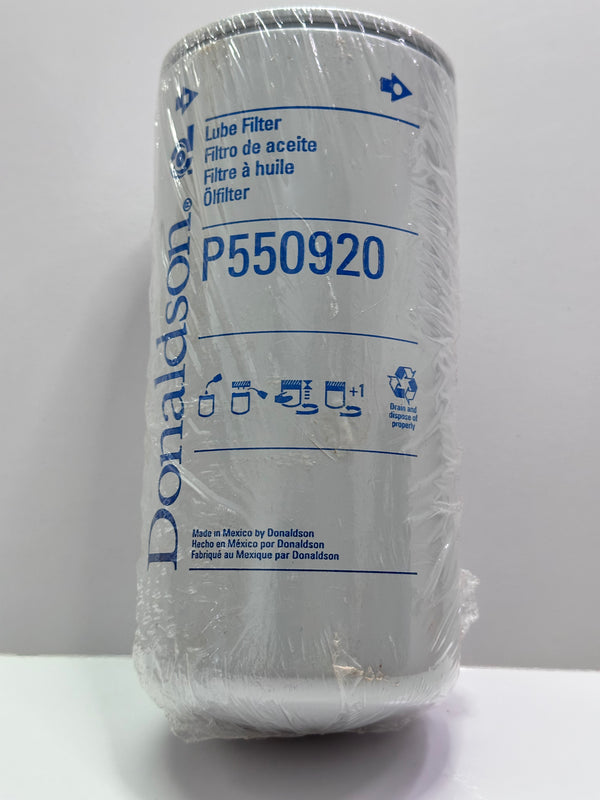 Donaldson®
Lube Filter
Filtro de aceite
Filtre à huile
Ölfilter
P550920
+1
Drain and
dispose of
properly
Made in Mexico by Donaldson
Hecho en México por Donaldson
Fabriqué au Mexique par Donaldson